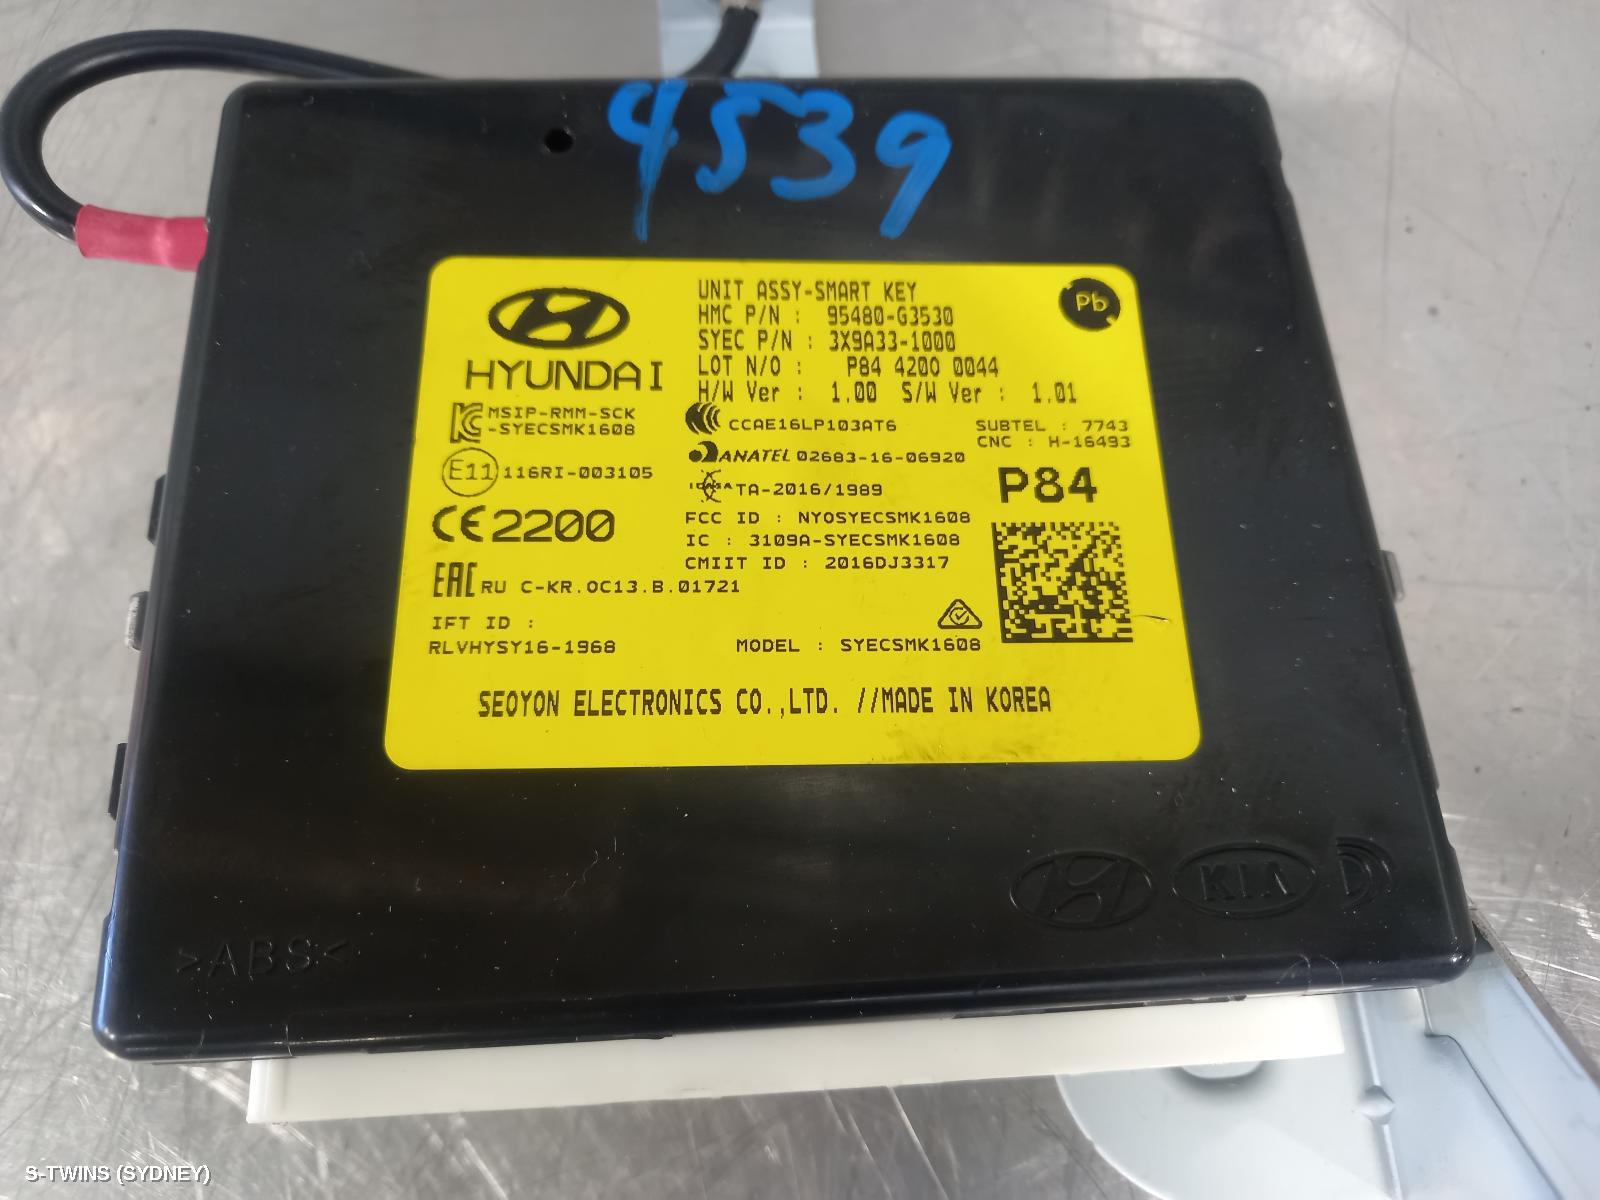 4539
UNIT ASSY-SMART KEY
HMC P/N : 95480-G3530
SYEC P/N : 3X9A33-1000
LOT N/O : P84 4200 0044
H/W Ver : 1.00 S/W Ver : 1.01
Pb
HYUNDAI
MSIP-RMM-SCK
-SYECSMK1608
E11 116RI-003105
CE2200
EAC RU C-KR.OC13.B.01721
IFT ID :
RLVHYSY16-1968
CCAE16LP103AT6
ANATEL 02683-16-06920
ICASA TA-2016/1989
FCC ID : NYOSYECSMK1608
IC : 3109A-SYECSMK1608
CMIIT ID : 2016DJ3317
SUBTEL : 7743
CNC : H-16493
P84
MODEL : SYECSMK1608
SEOYON ELECTRONICS CO.,LTD. //MADE IN KOREA
KIA
>ABS<
S-TWINS (SYDNEY)